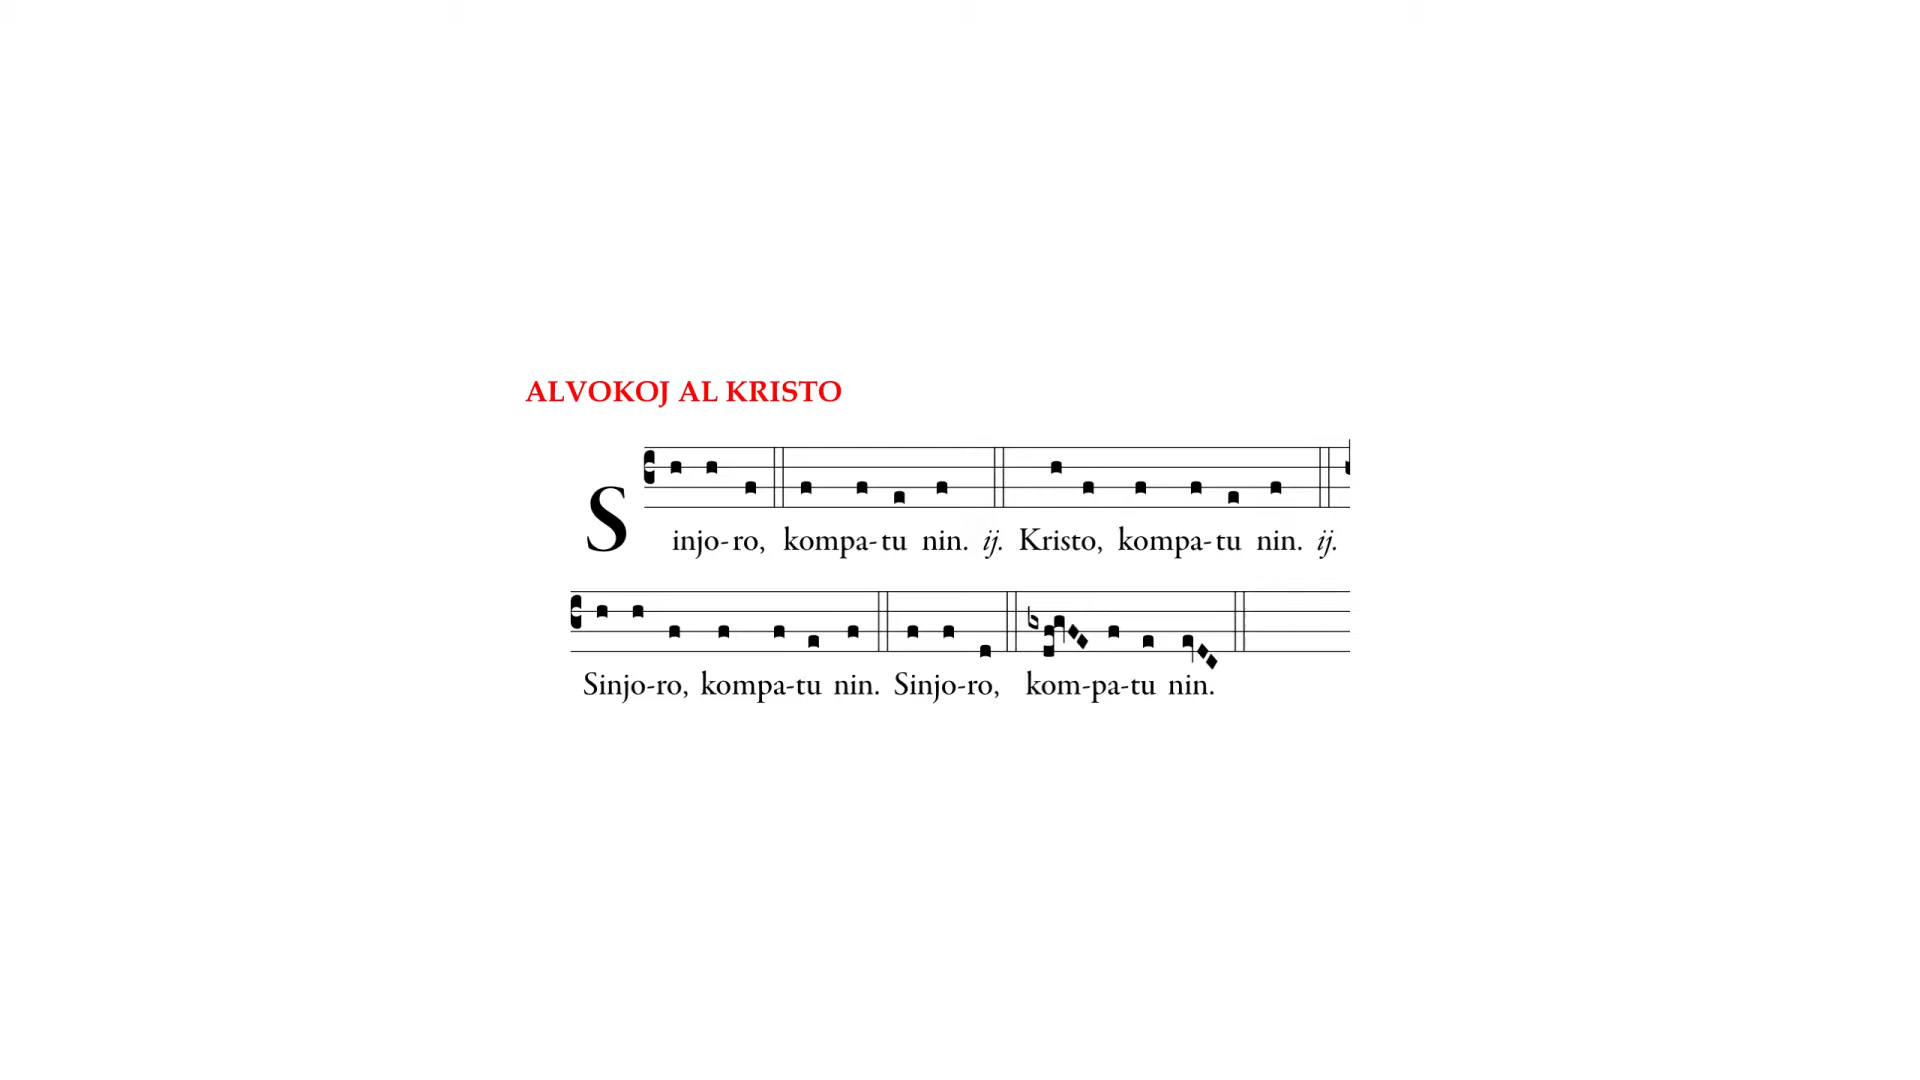 ALVOKOJ AL KRISTO
Sinjo-ro, kompa-tu nin. ij. Kristo, kompa-tu nin. ij.
Sinjo-ro, kompa-tu nin. Sinjo-ro, kom-pa-tu nin.